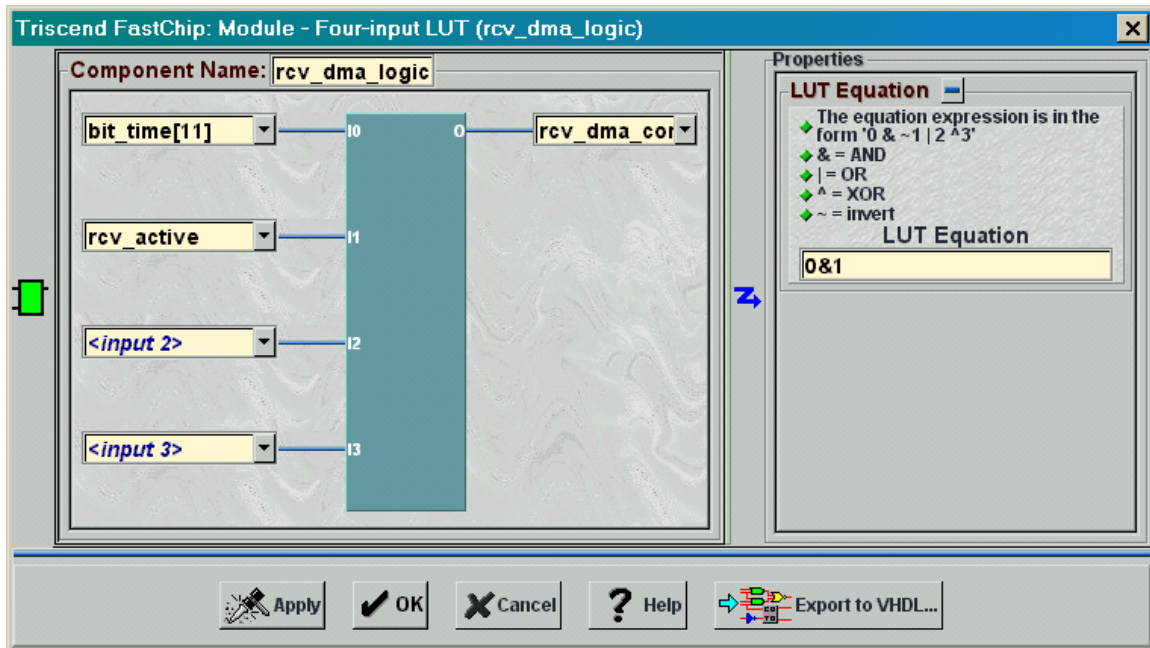 Triscend FastChip: Module - Four-input LUT (rcv_dma_logic)
Component Name: rcv_dma_logic
bit_time[11]
I0
O
rcv_dma_cor
rcv_active
I1
<input 2>
I2
<input 3>
I3
Properties
LUT Equation
The equation expression is in the
form '0 & ~1 | 2 ^3'
& = AND
| = OR
^ = XOR
~ = invert
LUT Equation
0&1
Apply
OK
Cancel
? Help
Export to VHDL...